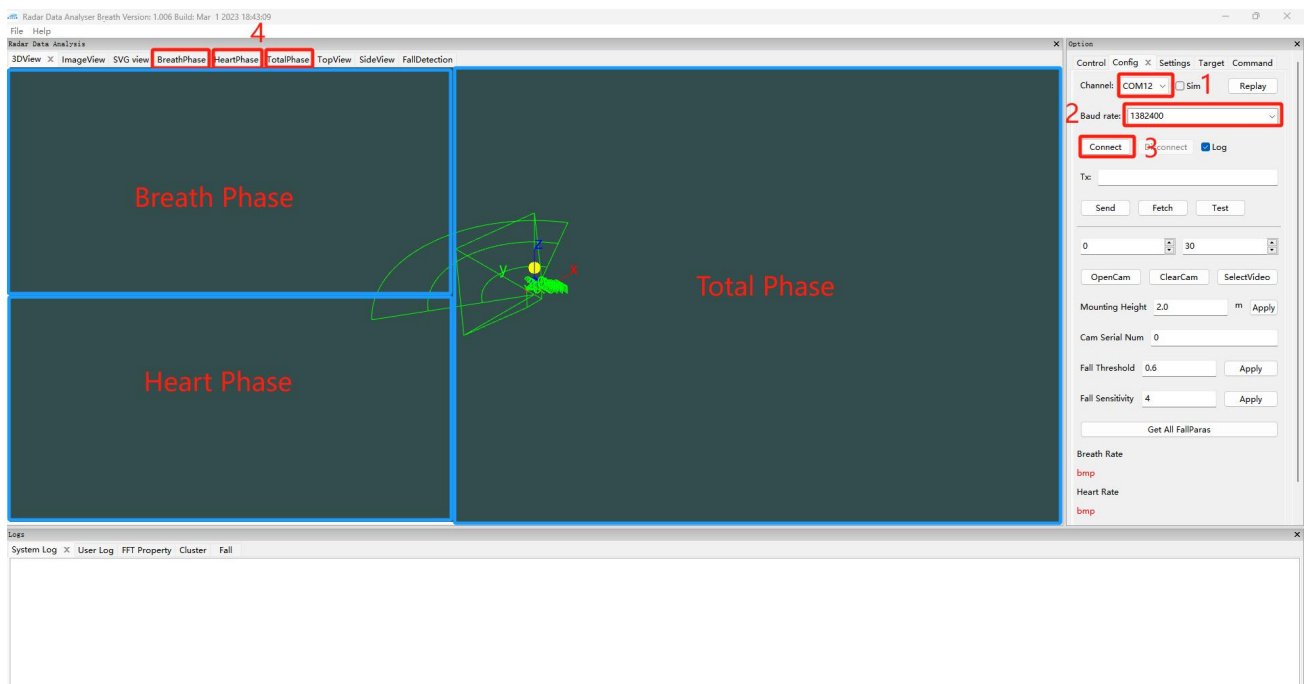 Radar Data Analyser Breath Version: 1.006 Build: Mar 1 2023 18:43:09
File Help
4
Radar Data Analysis
3DView ImageView SVG view BreathPhase HeartPhase TotalPhase TopView SideView FallDetection
Breath Phase
Heart Phase
Total Phase
z
y
x
Option
Control Config Settings Target Command
Channel: COM12 Sim 1 Replay
2 Baud rate: 1382400
Connect 3 Log
Tx:
Send Fetch Test
0 30
OpenCam ClearCam SelectVideo
Mounting Height 2.0 m Apply
Cam Serial Num 0
Fall Threshold 0.6 Apply
Fall Sensitivity 4 Apply
Get All FallParas
Breath Rate
bmp
Heart Rate
bmp
Logs
System Log User Log FFT Property Cluster Fall